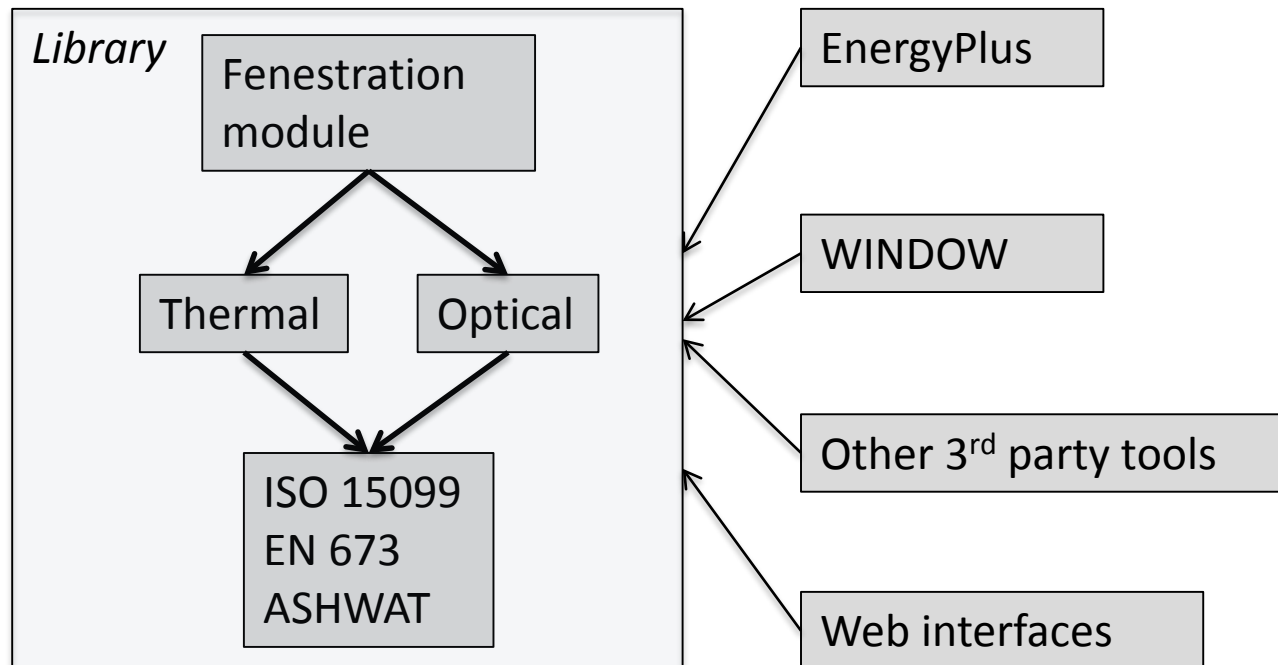 Library
Fenestration
module
Thermal
Optical
ISO 15099
EN 673
ASHWAT
EnergyPlus
WINDOW
Other 3rd party tools
Web interfaces